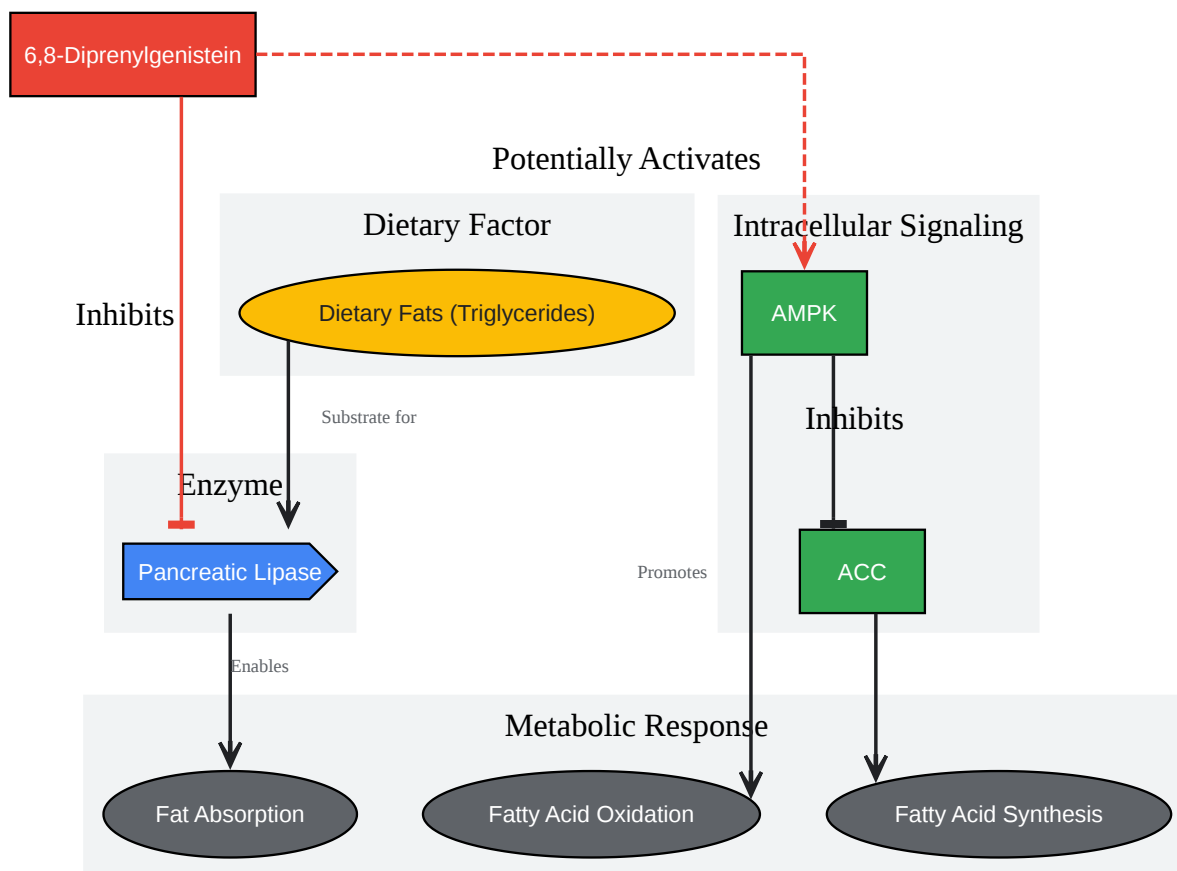 6,8-Diprenylgenistein
Potentially Activates
Dietary Factor
Intracellular Signaling
Inhibits
Dietary Fats (Triglycerides)
AMPK
Substrate for
Inhibits
Enzyme
Pancreatic Lipase
Promotes
ACC
Enables
Metabolic Response
Fat Absorption
Fatty Acid Oxidation
Fatty Acid Synthesis